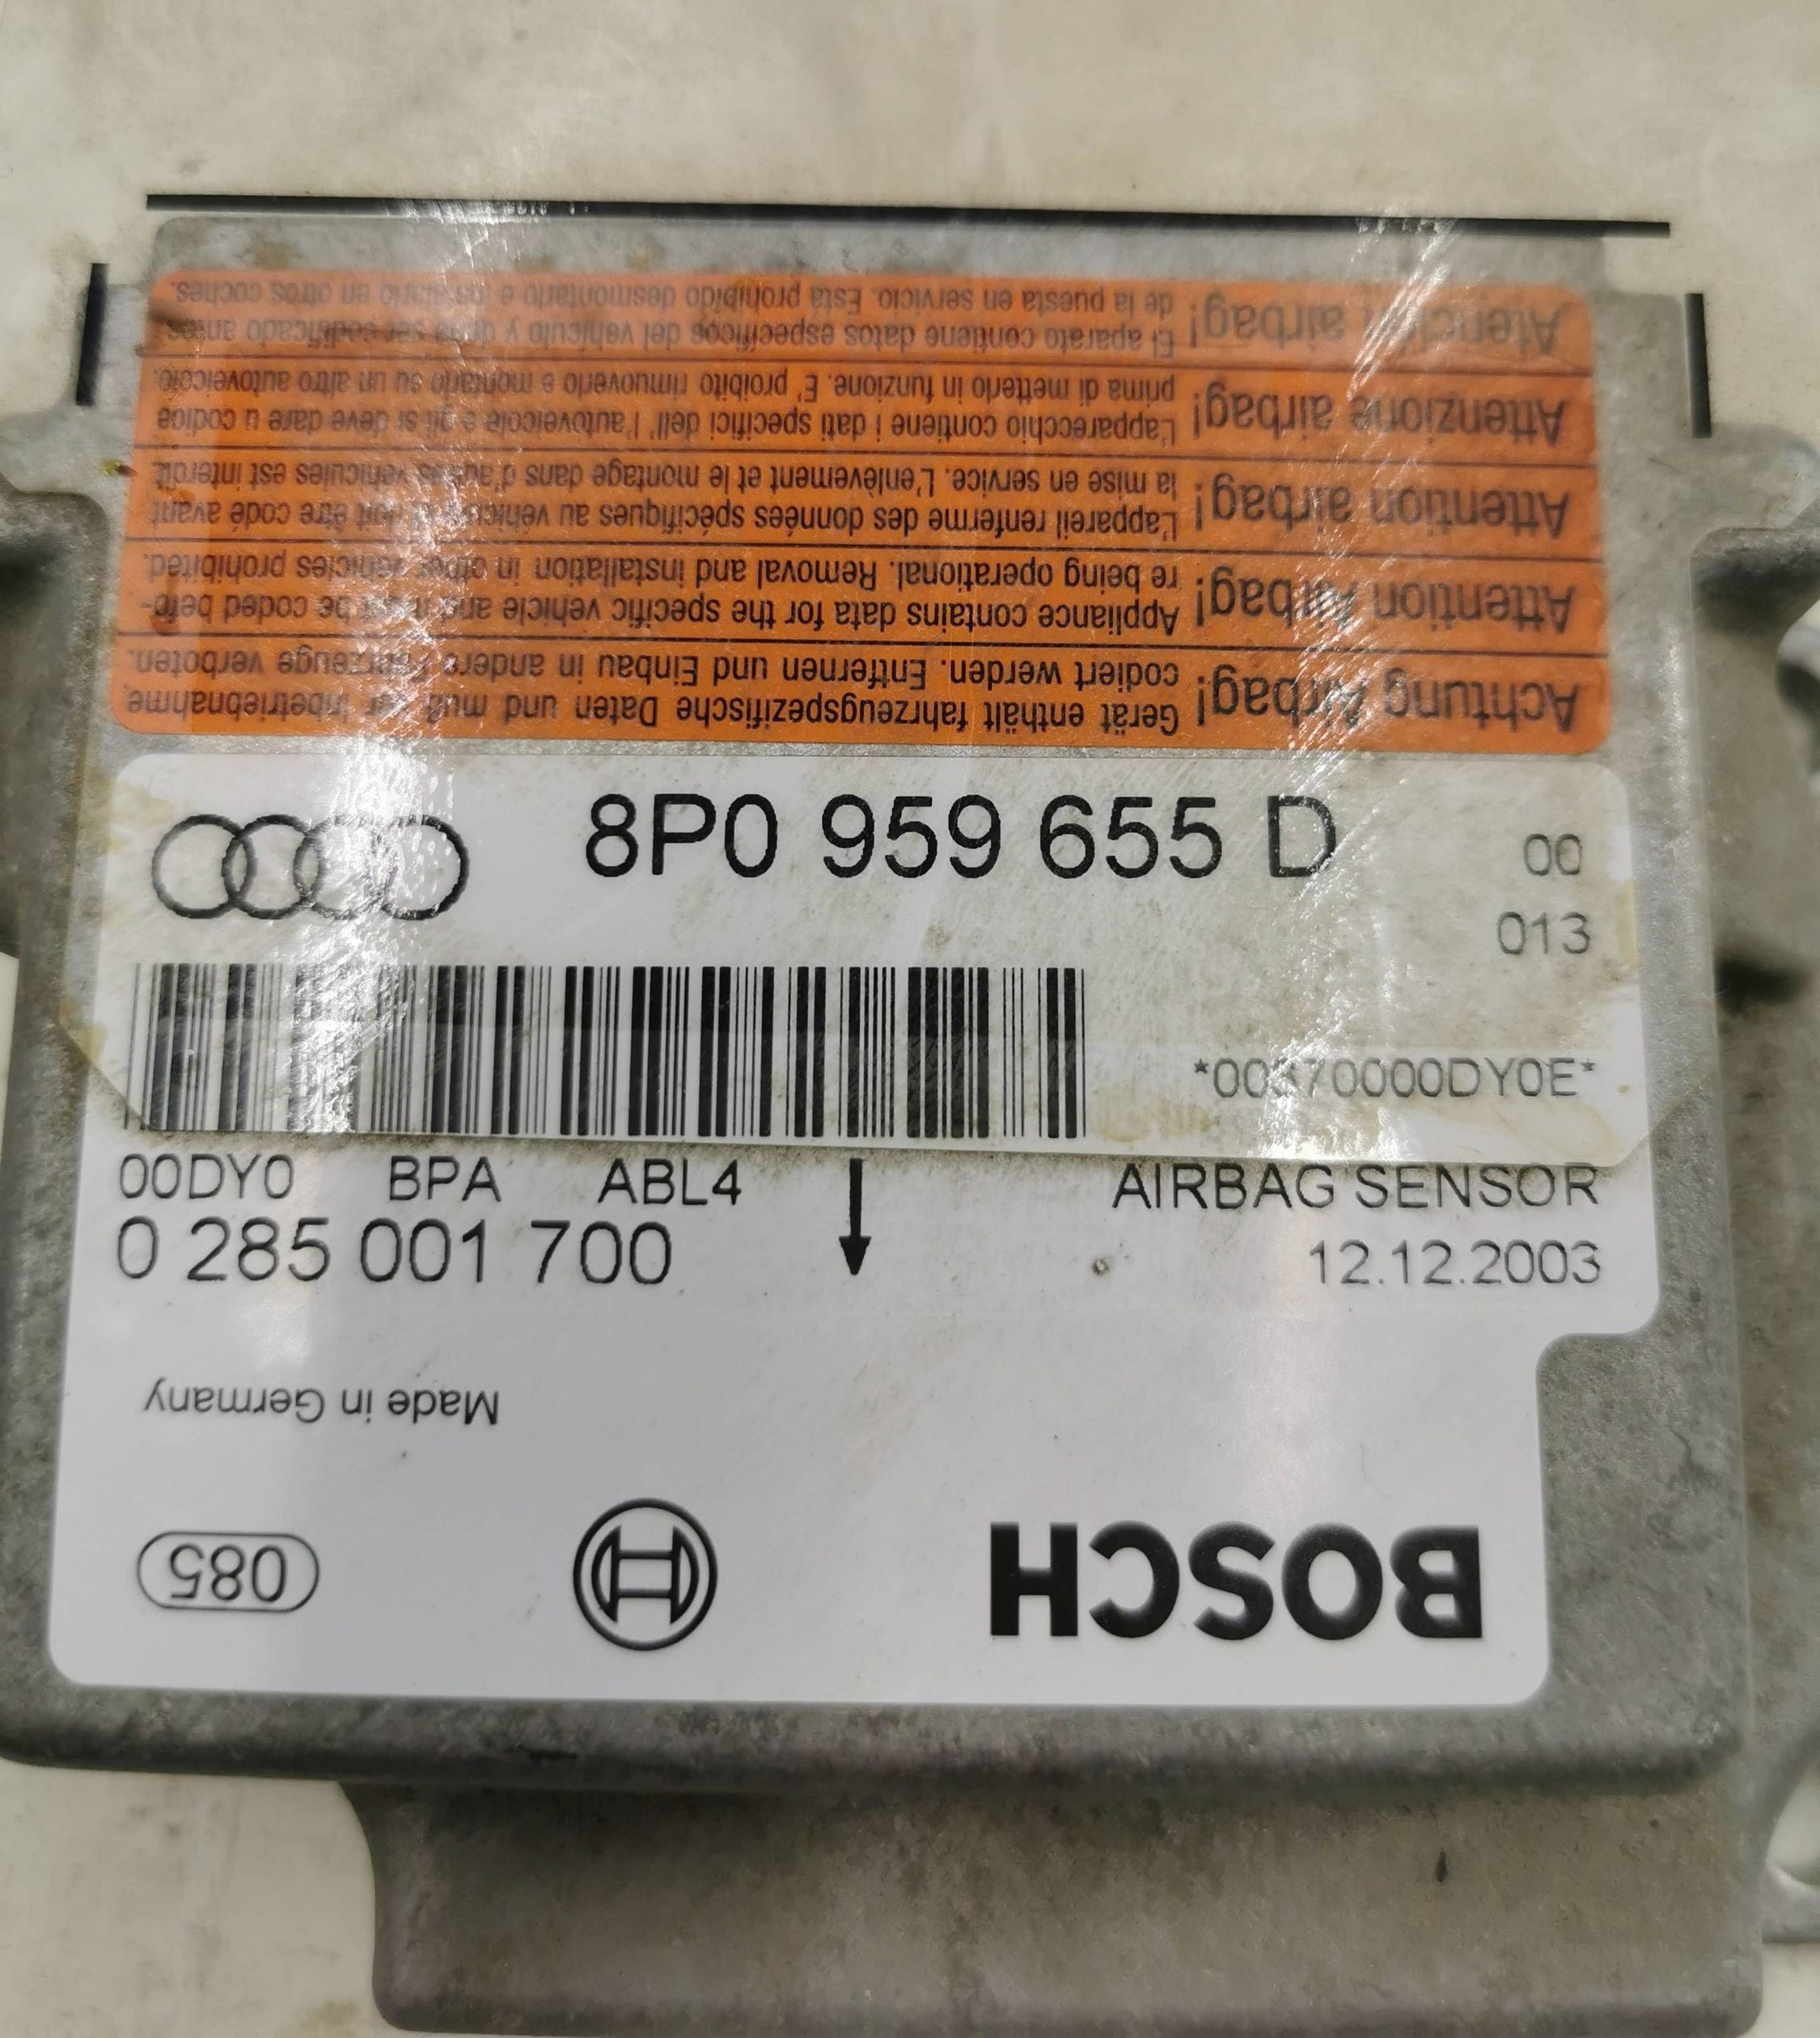 Achtung Airbag! Gerät enthält fahrzeugspezifische Daten und muß vor Inbetriebnahme
codiert werden. Entfernen und Einbau in andere Fahrzeuge verboten.
Attention Airbag! Appliance contains data for the specific vehicle and must be coded befo-
re being operational. Removal and installation in other vehicles prohibited.
Attention airbag! L'appareil renferme des données spécifiques au véhicule et doit être codé avant
la mise en service. L'enlèvement et le montage dans d'autres véhicules est interdit
Attenzione airbag! L'apparecchio contiene i dati specifici dell' l'autoveicole e gli si deve dare u codice
prima di metterlo in funzione. E' proibito rimuoverlo e montarlo su un altro autoveicolo.
Atención airbag! El aparato contiene datos específicos del vehículo y debe ser codificado antes
de la puesta en servicio. Está prohibido desmontarlo e instalarlo en otros coches.
8P0 959 655 D
00
013
*00370000DY0E*
00DY0 BPA ABL4
AIRBAG SENSOR
0 285 001 700
12.12.2003
Made in Germany
BOSCH
085